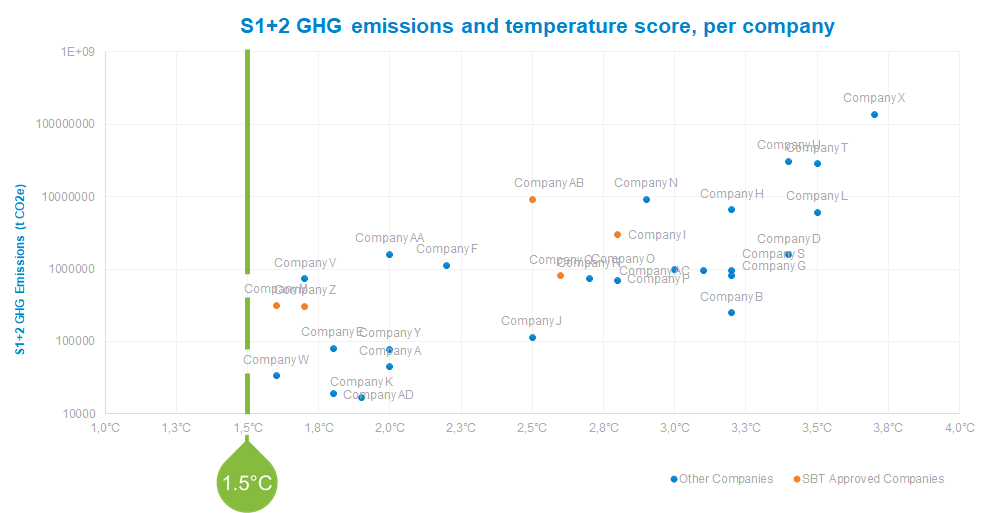 S1+2 GHG emissions and temperature score, per company
S1+2 GHG Emissions (t CO2e)
1E+09
100000000
10000000
1000000
100000
10000
Company X
Company U
Company T
Company AB
Company N
Company H
Company L
Company I
Company D
Company AA
Company F
Company S
Company G
Company O
Company AC
Company P
Company V
Company Z
Company B
Company J
Company E
Company Y
Company A
Company W
Company K
Company AD
1,0°C
1,3°C
1,5°C
1,8°C
2,0°C
2,3°C
2,5°C
2,8°C
3,0°C
3,3°C
3,5°C
3,8°C
4,0°C
1.5°C
Other Companies
SBT Approved Companies